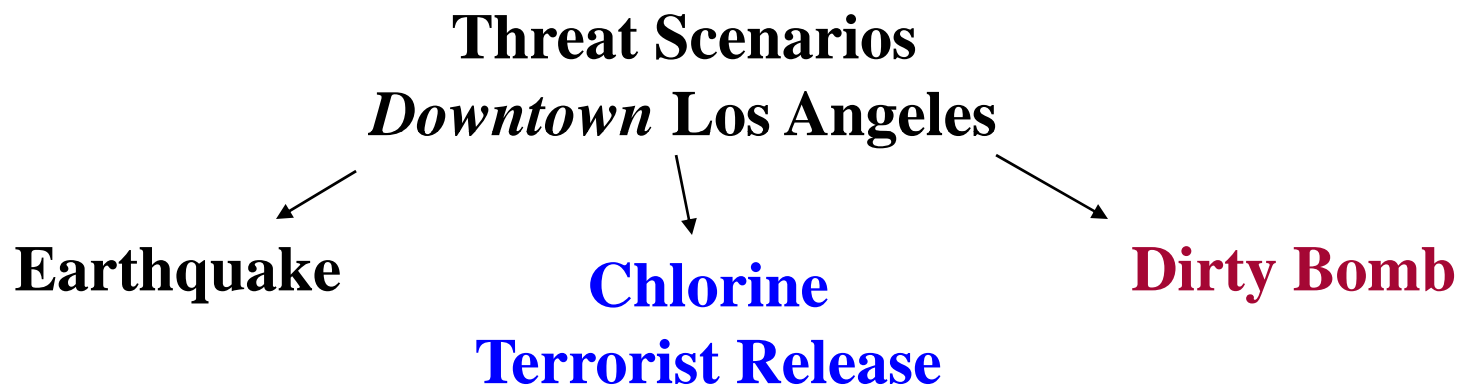 Threat Scenarios
Downtown Los Angeles
Earthquake
Chlorine
Terrorist Release
Dirty Bomb